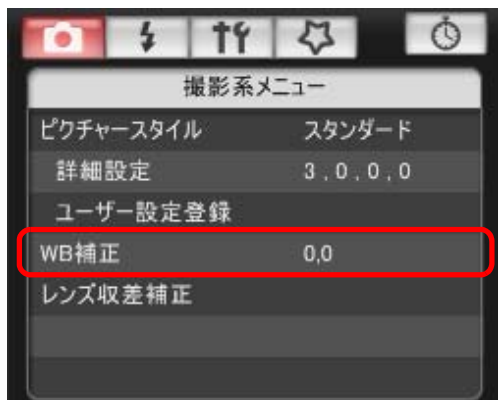 撮影系メニュー
ピクチャースタイル スタンダード
詳細設定 3 , 0 , 0 , 0
ユーザー設定登録
WB補正 0,0
レンズ収差補正